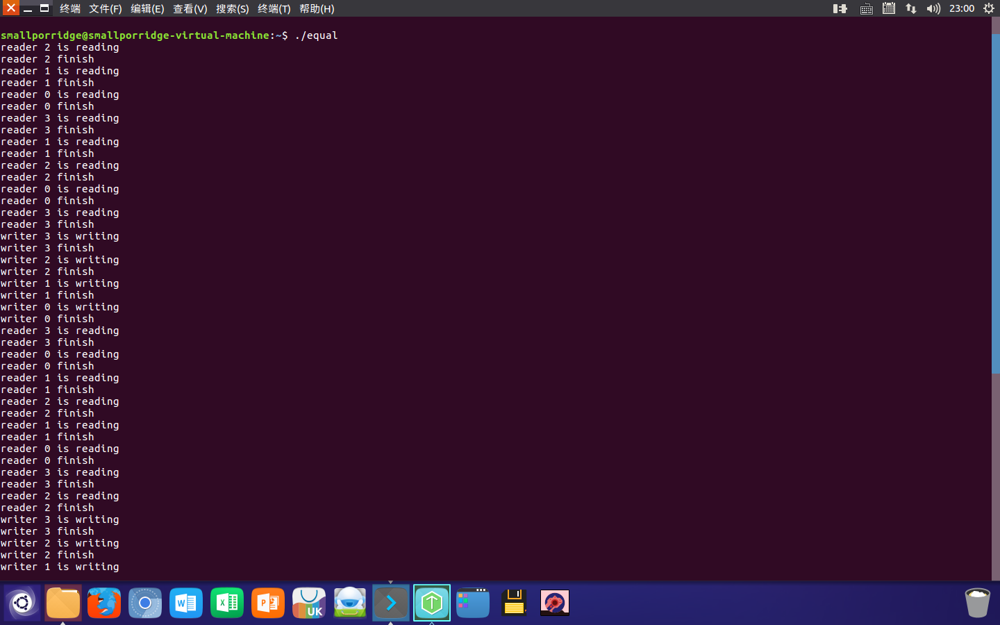 终端 文件(F) 编辑(E) 查看(V) 搜索(S) 终端(T) 帮助(H) 23:00
smallporridge@smallporridge-virtual-machine:~$ ./equal
reader 2 is reading
reader 2 finish
reader 1 is reading
reader 1 finish
reader 0 is reading
reader 0 finish
reader 3 is reading
reader 3 finish
reader 1 is reading
reader 1 finish
reader 2 is reading
reader 2 finish
reader 0 is reading
reader 0 finish
reader 3 is reading
reader 3 finish
writer 3 is writing
writer 3 finish
writer 2 is writing
writer 2 finish
writer 1 is writing
writer 1 finish
writer 0 is writing
writer 0 finish
reader 3 is reading
reader 3 finish
reader 0 is reading
reader 0 finish
reader 1 is reading
reader 1 finish
reader 2 is reading
reader 2 finish
reader 1 is reading
reader 1 finish
reader 0 is reading
reader 0 finish
reader 3 is reading
reader 3 finish
reader 2 is reading
reader 2 finish
writer 3 is writing
writer 3 finish
writer 2 is writing
writer 2 finish
writer 1 is writing
W X P UK